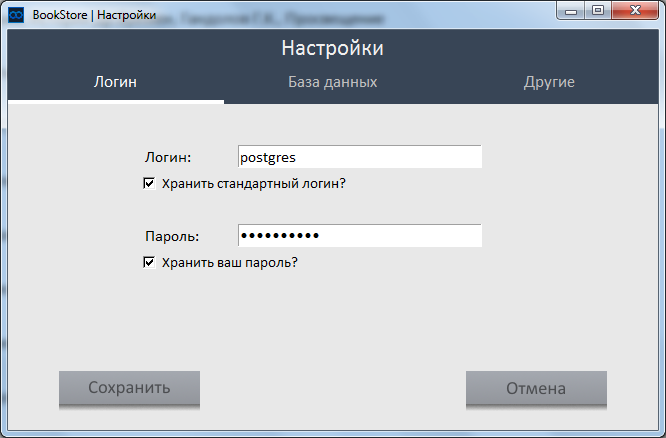 BookStore | Настройки
Настройки
Логин База данных Другие
Логин: postgres
Хранить стандартный логин?
Пароль: ••••••••••
Хранить ваш пароль?
Сохранить Отмена